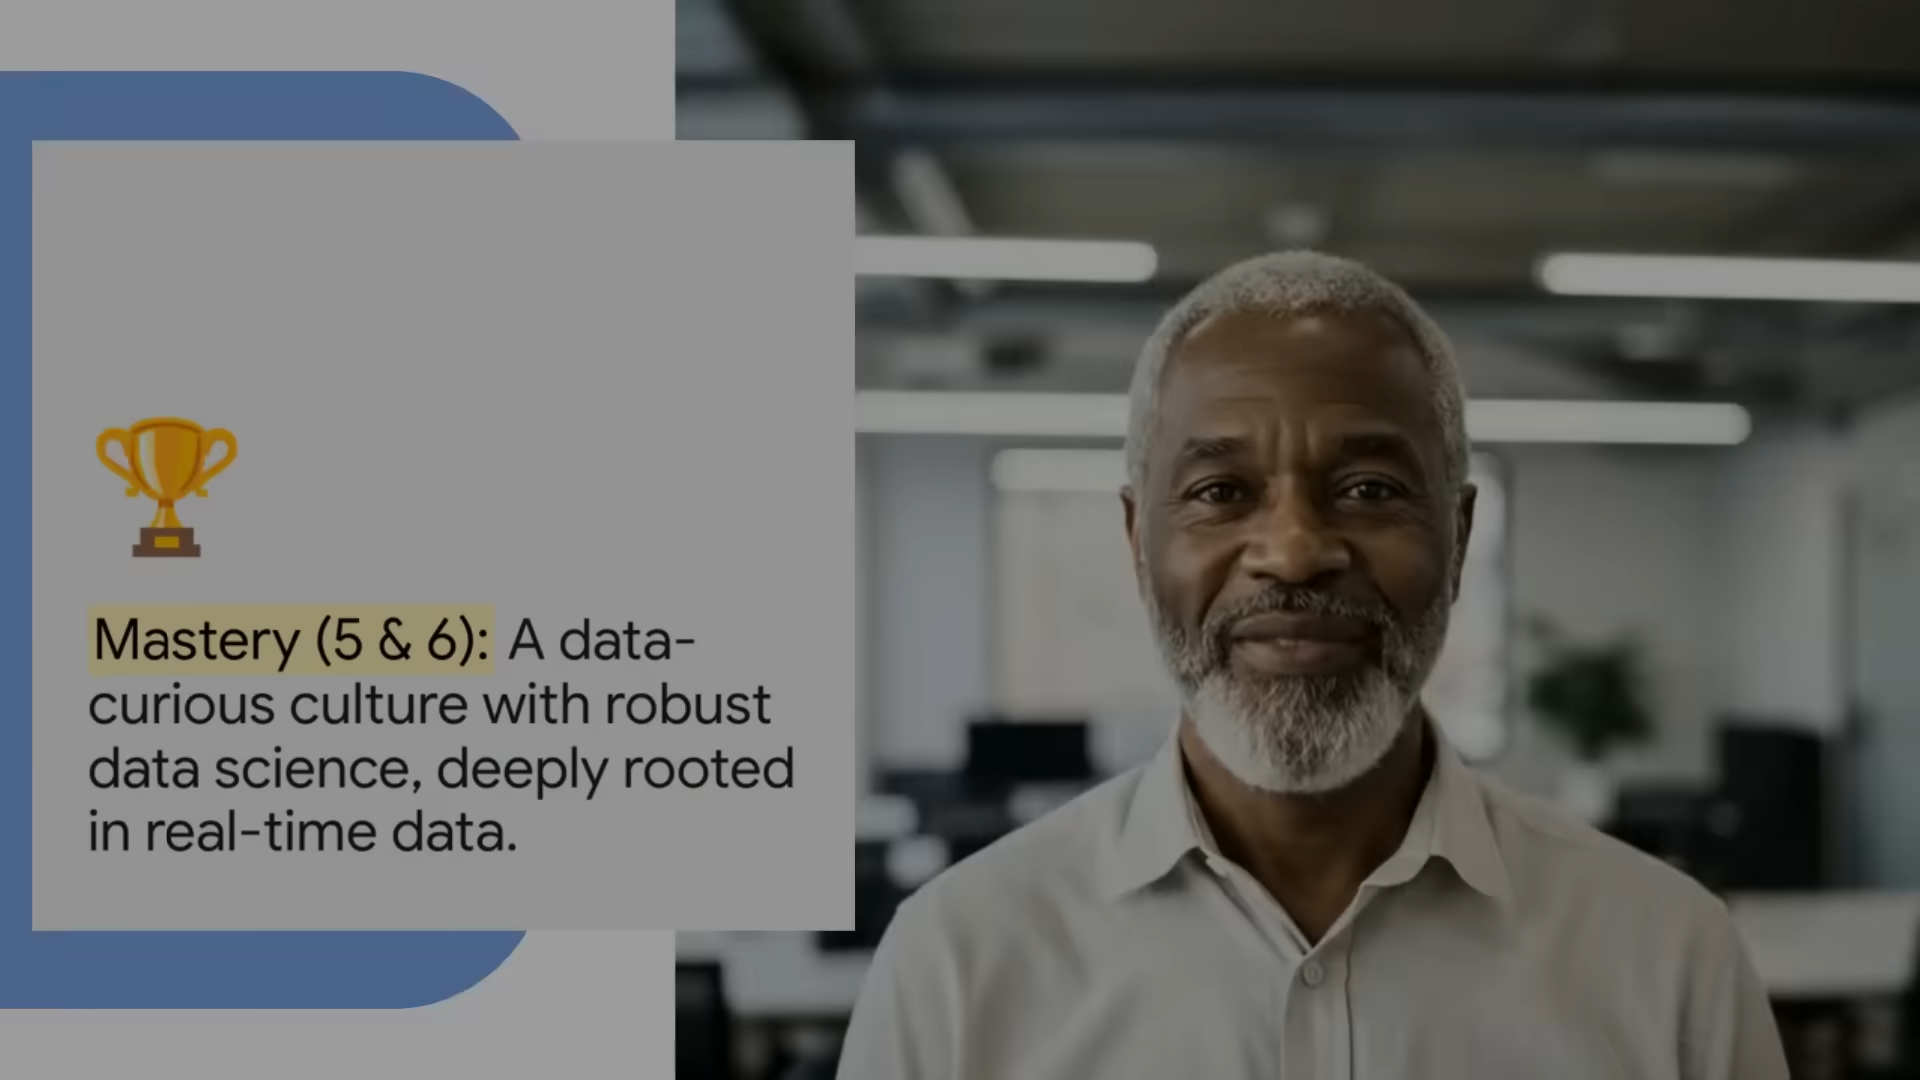 Mastery (5 & 6): A data-
curious culture with robust
data science, deeply rooted
in real-time data.